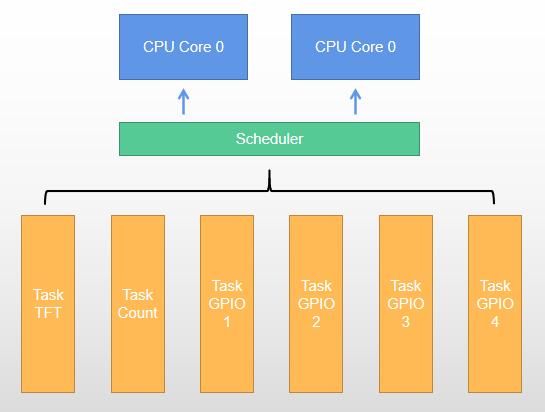 CPU Core 0
CPU Core 0
Scheduler
Task
TFT
Task
Count
Task
GPIO
1
Task
GPIO
2
Task
GPIO
3
Task
GPIO
4